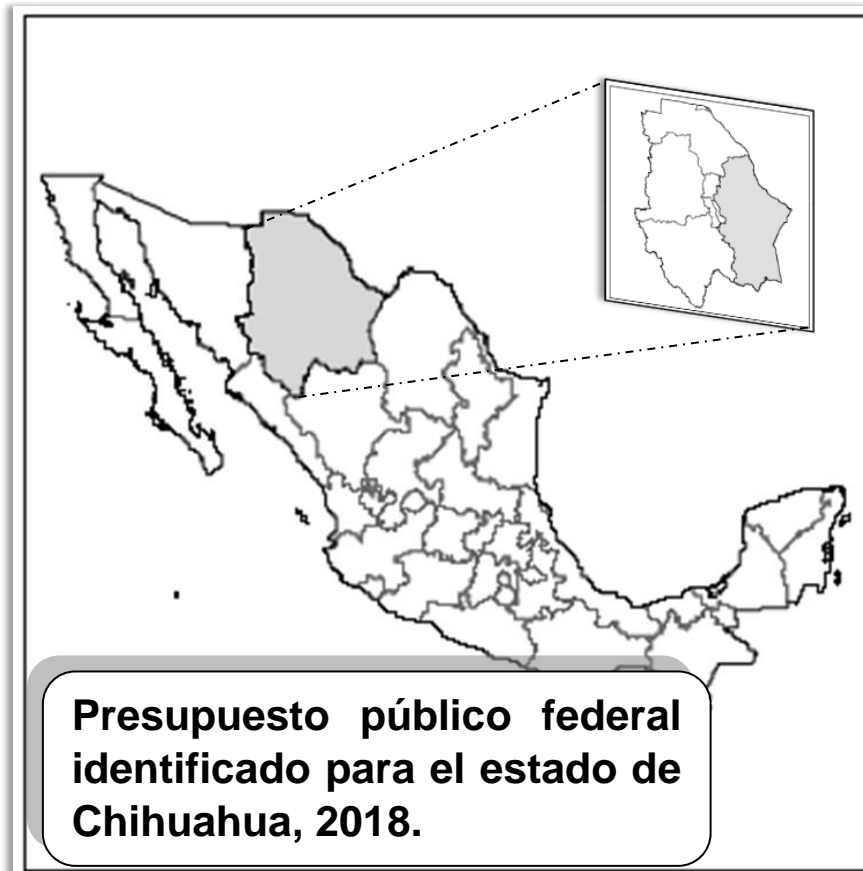 Presupuesto público federal
identificado para el estado de
Chihuahua, 2018.